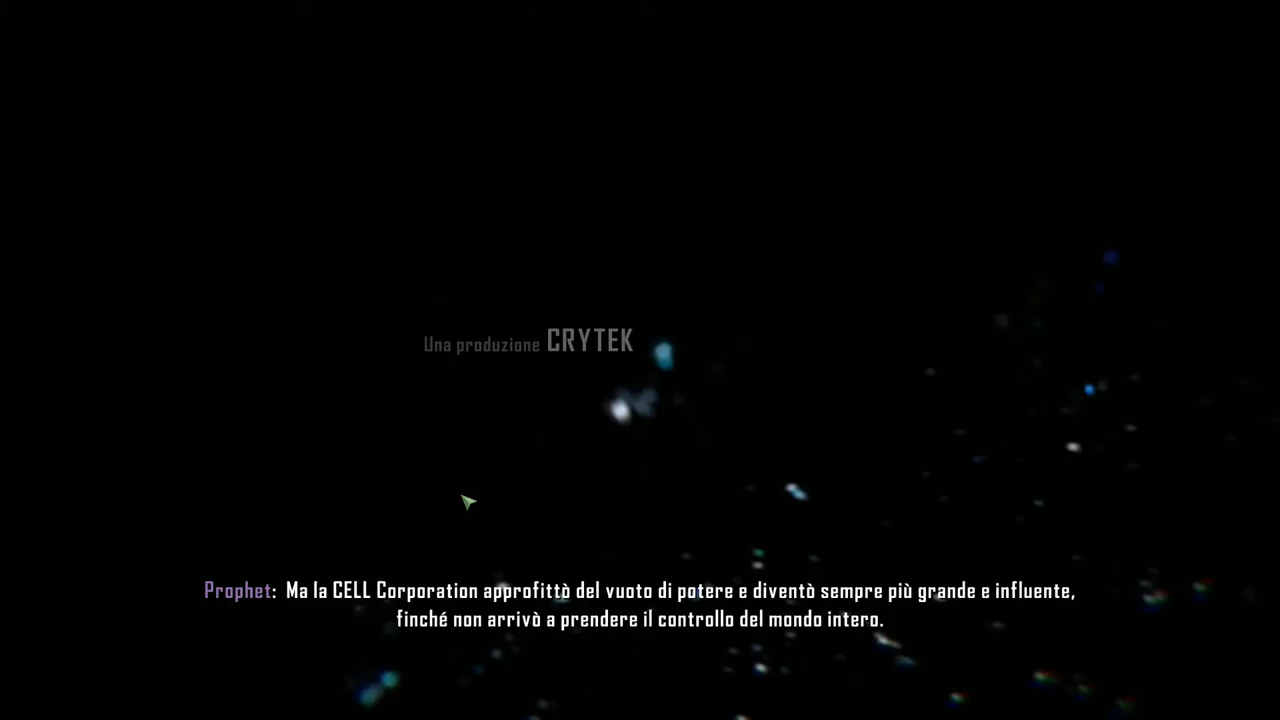 Una produzione CRYTEK
Prophet: Ma la CELL Corporation approfittò del vuoto di potere e diventò sempre più grande e influente,
finché non arrivò a prendere il controllo del mondo intero.